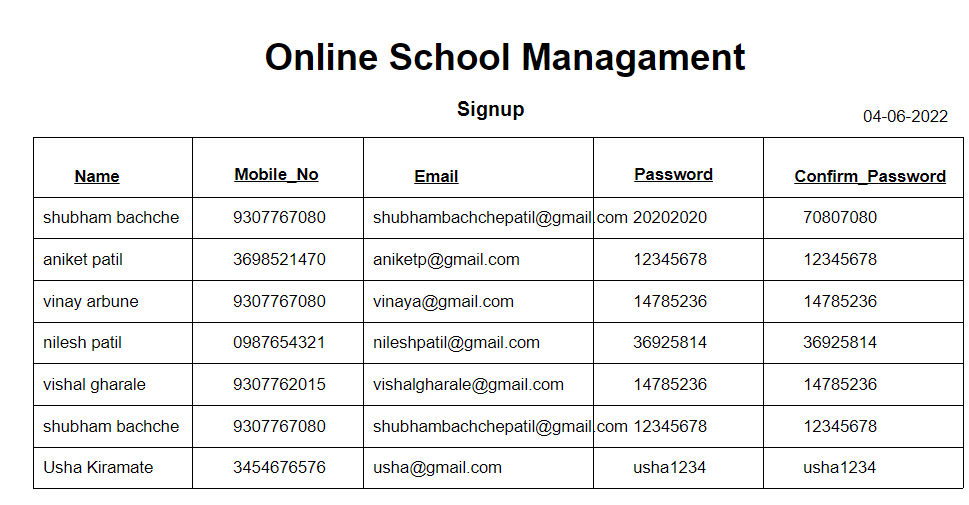 Online School Managament
Signup
04-06-2022
Name Mobile_No Email Password Confirm_Password
shubham bachche 9307767080 shubhambachchepatil@gmail.com 20202020 70807080
aniket patil 3698521470 aniketp@gmail.com 12345678 12345678
vinay arbune 9307767080 vinaya@gmail.com 14785236 14785236
nilesh patil 0987654321 nileshpatil@gmail.com 36925814 36925814
vishal gharale 9307762015 vishalgharale@gmail.com 14785236 14785236
shubham bachche 9307767080 shubhambachchepatil@gmail.com 12345678 12345678
Usha Kiramate 3454676576 usha@gmail.com usha1234 usha1234